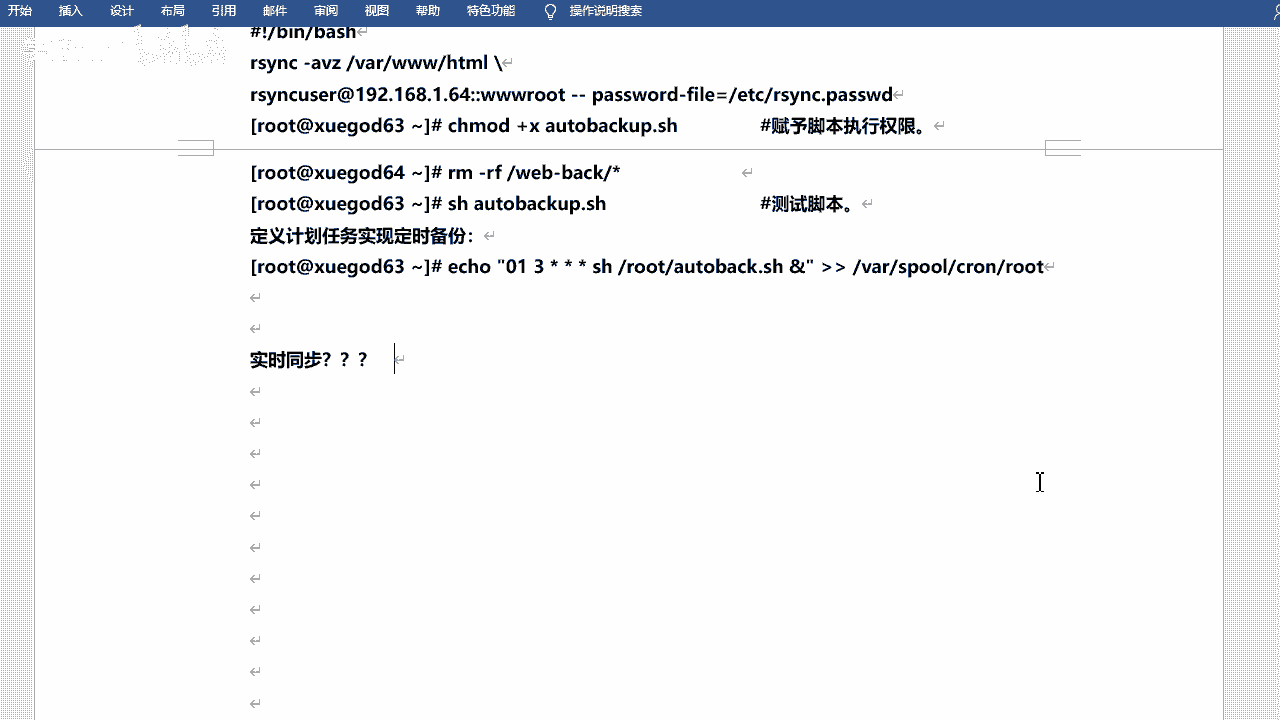 开始 插入 设计 布局 引用 邮件 审阅 视图 帮助 特色功能 操作说明搜索
#!/bin/bash
rsync -avz /var/www/html \
rsyncuser@192.168.1.64::wwwroot -- password-file=/etc/rsync.passwd
[root@xuegod63 ~]# chmod +x autobackup.sh #赋予脚本执行权限。
[root@xuegod64 ~]# rm -rf /web-back/*
[root@xuegod63 ~]# sh autobackup.sh #测试脚本。
定义计划任务实现定时备份：
[root@xuegod63 ~]# echo "01 3 * * * sh /root/autoback.sh &" >> /var/spool/cron/root
实时同步？？？